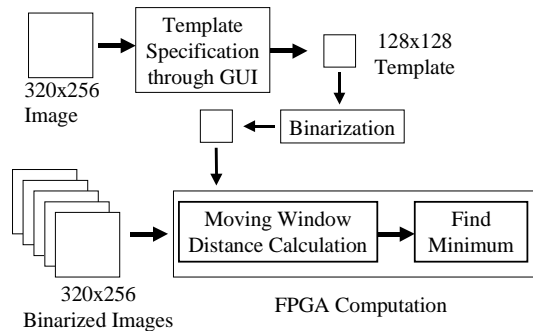 Template
Specification
through GUI
320x256
Image
128x128
Template
Binarization
Moving Window
Distance Calculation
Find
Minimum
320x256
Binarized Images
FPGA Computation